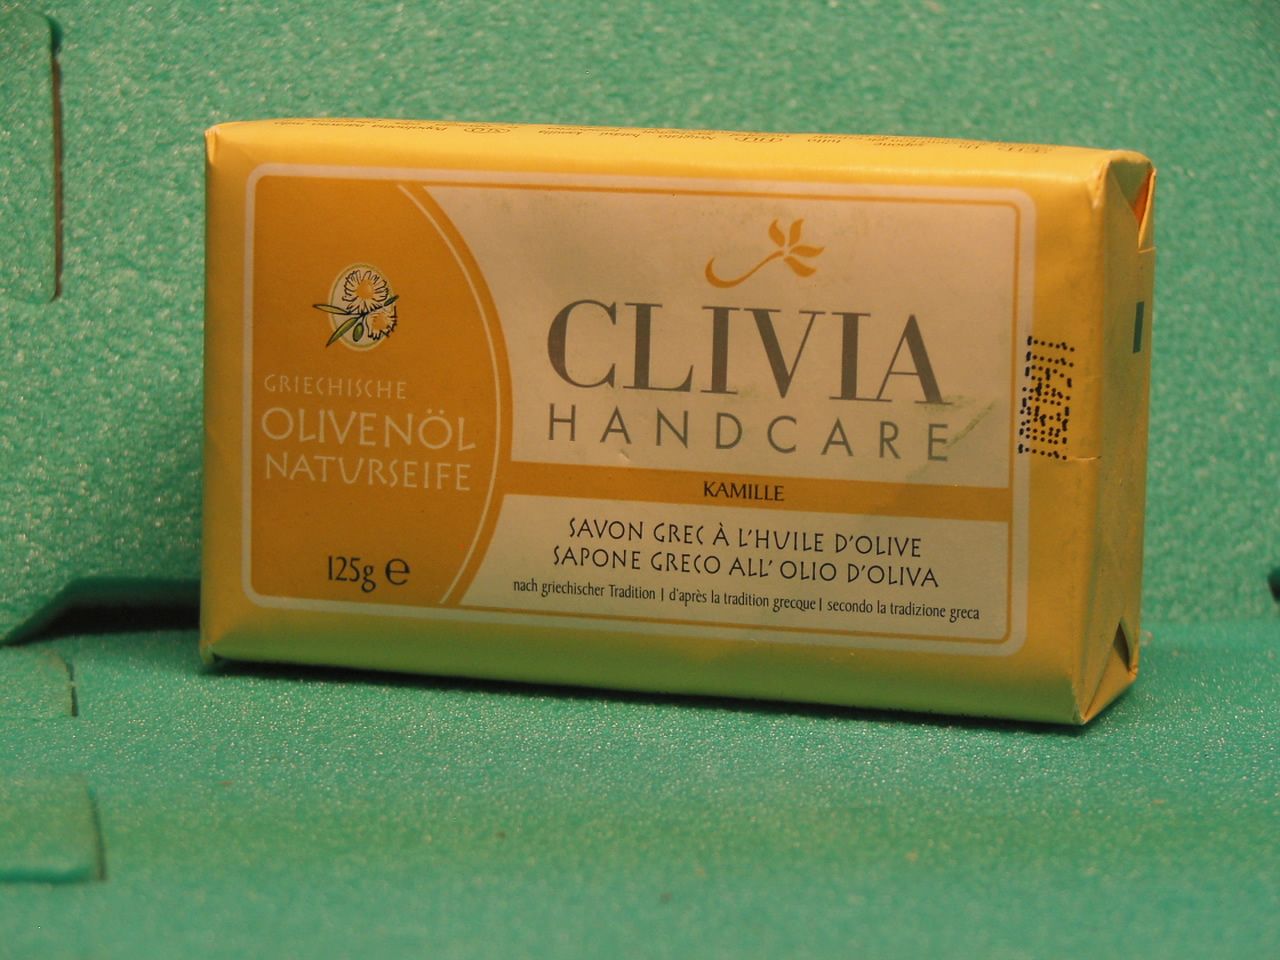 GRIECHISCHE
OLIVENÖL
NATURSEIFE
125g ℮
CLIVIA
HANDCARE
KAMILLE
SAVON GREC À L'HUILE D'OLIVE
SAPONE GRECO ALL' OLIO D'OLIVA
nach griechischer Tradition | d'après la tradition grecque | secondo la tradizione greca